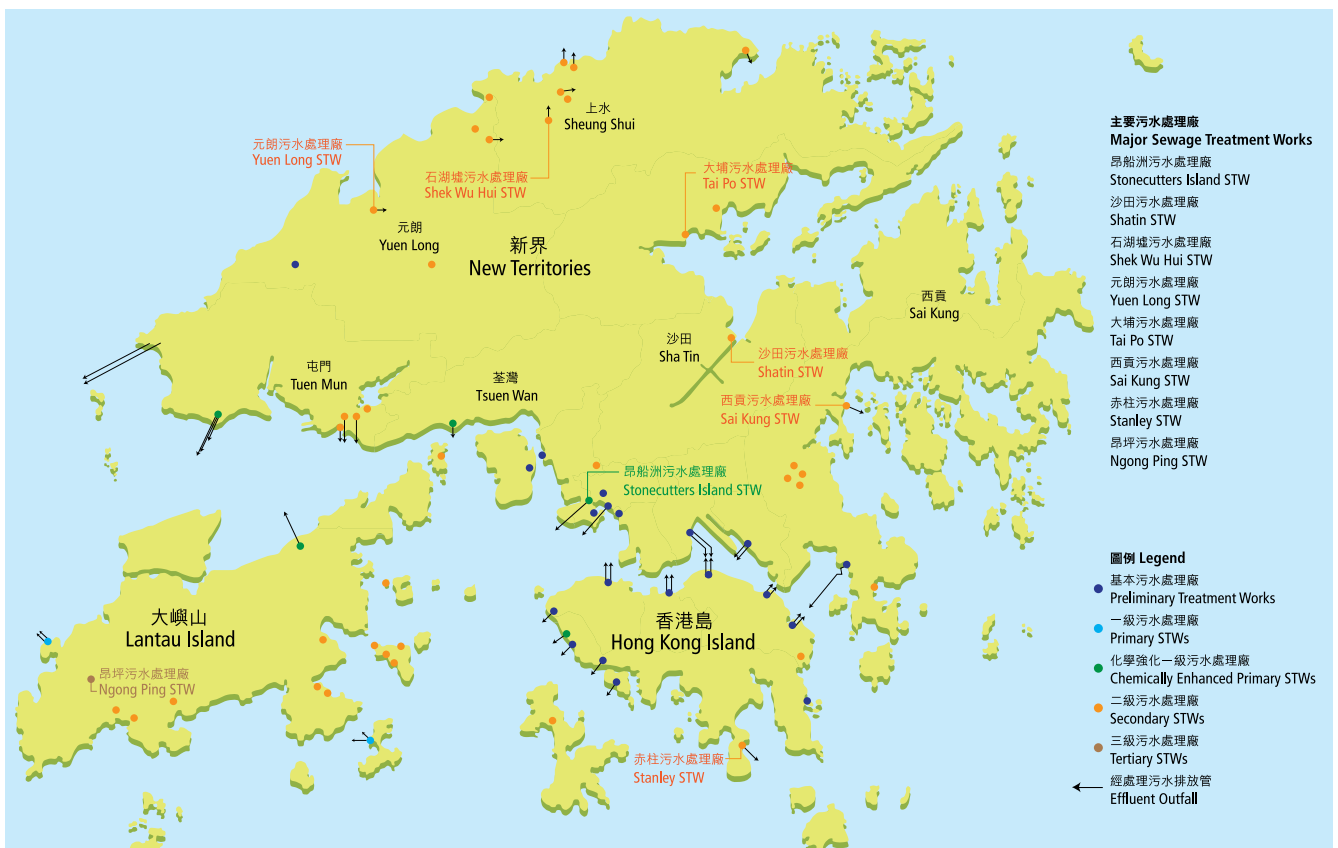 上水
Sheung Shui
元朗污水處理廠
Yuen Long STW
石湖墟污水處理廠
Shek Wu Hui STW
大埔污水處理廠
Tai Po STW
元朗
Yuen Long
新界
New Territories
西貢
Sai Kung
沙田
Sha Tin
沙田污水處理廠
Shatin STW
屯門
Tuen Mun
荃灣
Tsuen Wan
西貢污水處理廠
Sai Kung STW
昂船洲污水處理廠
Stonecutters Island STW
大嶼山
Lantau Island
香港島
Hong Kong Island
昂坪污水處理廠
Ngong Ping STW
赤柱污水處理廠
Stanley STW
主要污水處理廠
Major Sewage Treatment Works
昂船洲污水處理廠
Stonecutters Island STW
沙田污水處理廠
Shatin STW
石湖墟污水處理廠
Shek Wu Hui STW
元朗污水處理廠
Yuen Long STW
大埔污水處理廠
Tai Po STW
西貢污水處理廠
Sai Kung STW
赤柱污水處理廠
Stanley STW
昂坪污水處理廠
Ngong Ping STW
圖例 Legend
基本污水處理廠
Preliminary Treatment Works
一級污水處理廠
Primary STWs
化學強化一級污水處理廠
Chemically Enhanced Primary STWs
二級污水處理廠
Secondary STWs
三級污水處理廠
Tertiary STWs
經處理污水排放管
Effluent Outfall